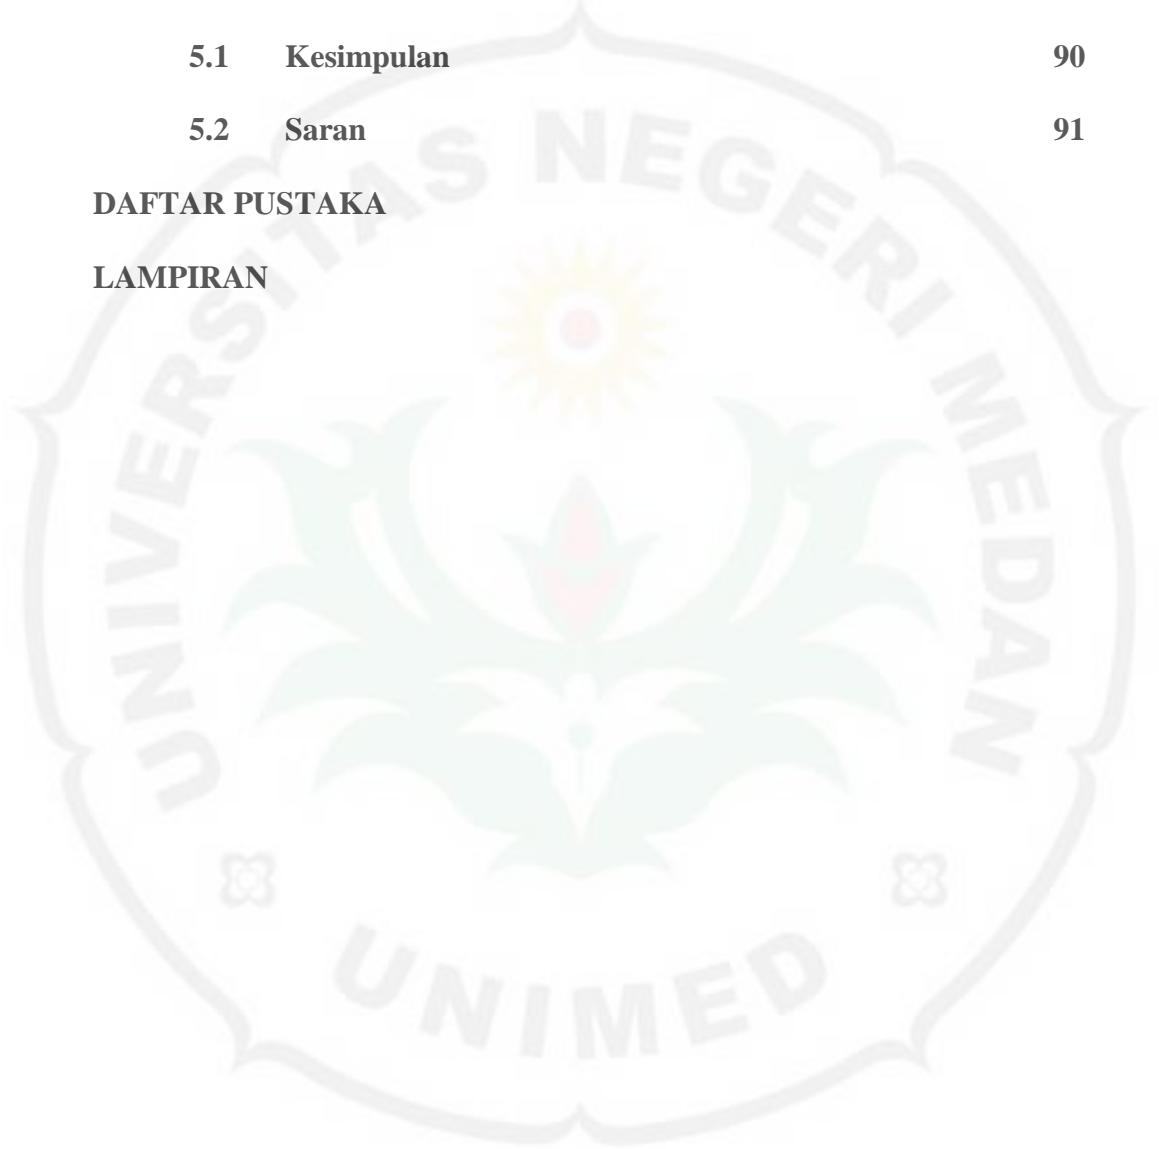 5.1 Kesimpulan 90
5.2 Saran 91
DAFTAR PUSTAKA
LAMPIRAN
UNIVERSITAS NEGERI MEDAN
UNIMED